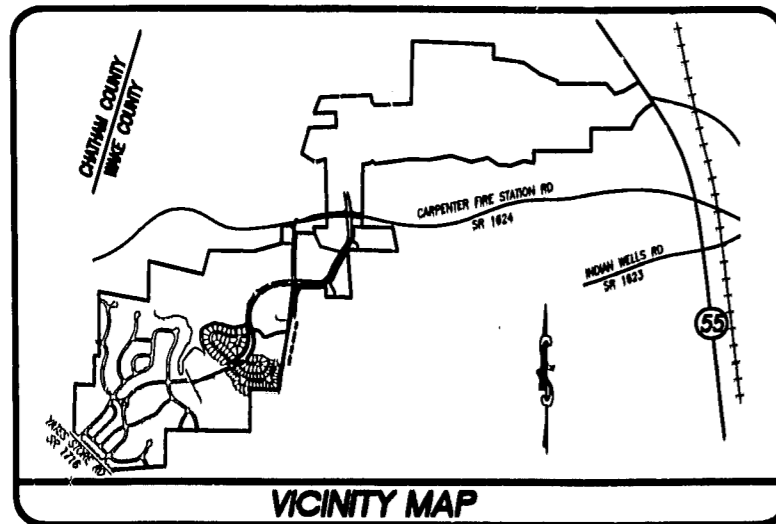 CHATHAM COUNTY
WAKE COUNTY
CARPENTER FIRE STATION RD
SR 1624
INDIAN WELLS RD
SR 1623
55
YATES STORE RD
SR 1716
VICINITY MAP